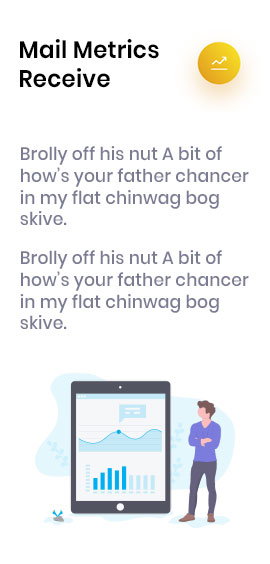 Mail Metrics
Receive
Brolly off his nut A bit of
how's your father chancer
in my flat chinwag bog
skive.
Brolly off his nut A bit of
how's your father chancer
in my flat chinwag bog
skive.